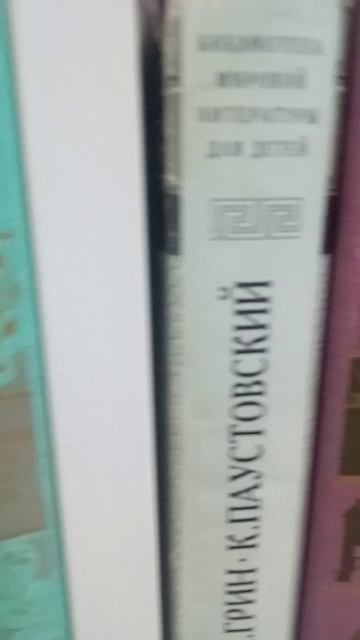 БИБЛИОТЕКА
МИРОВОЙ
ЛИТЕРАТУРЫ
ДЛЯ ДЕТЕЙ
.ГРИН · К.ПАУСТОВСКИЙ